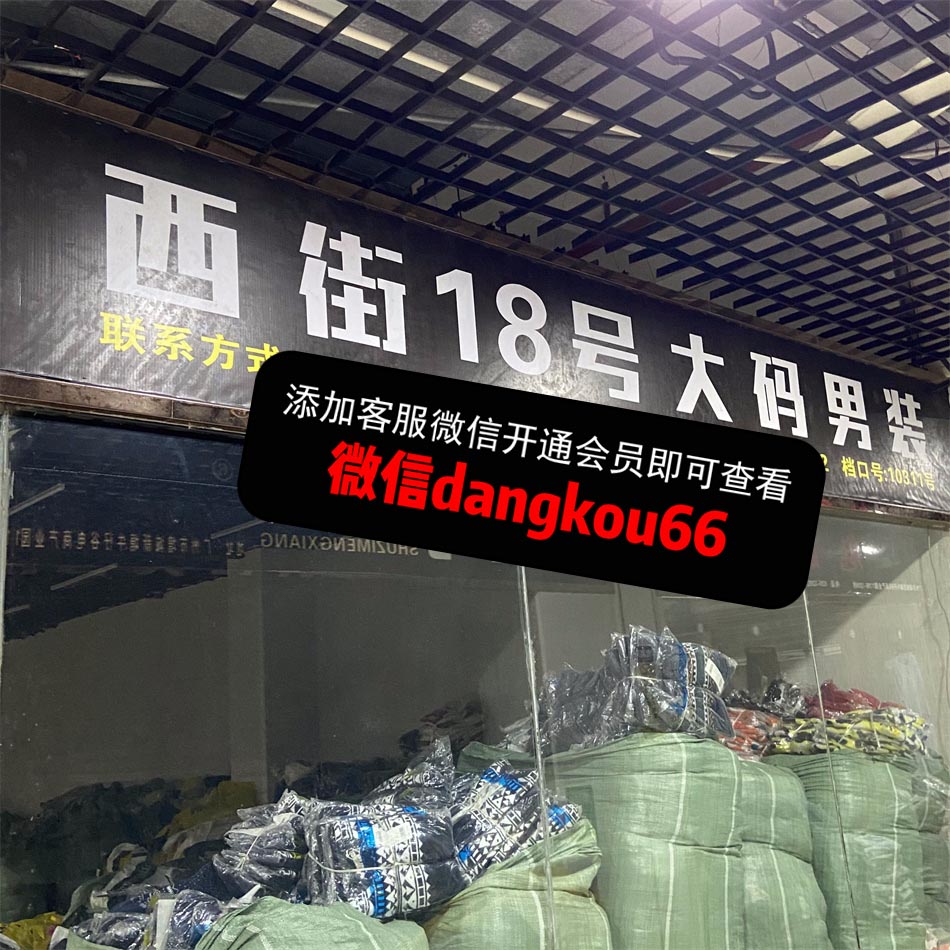 西街18号大码男装
联系方式
档口号:10311号
添加客服微信开通会员即可查看
微信dangkou66
SHUZIMENGXIANG